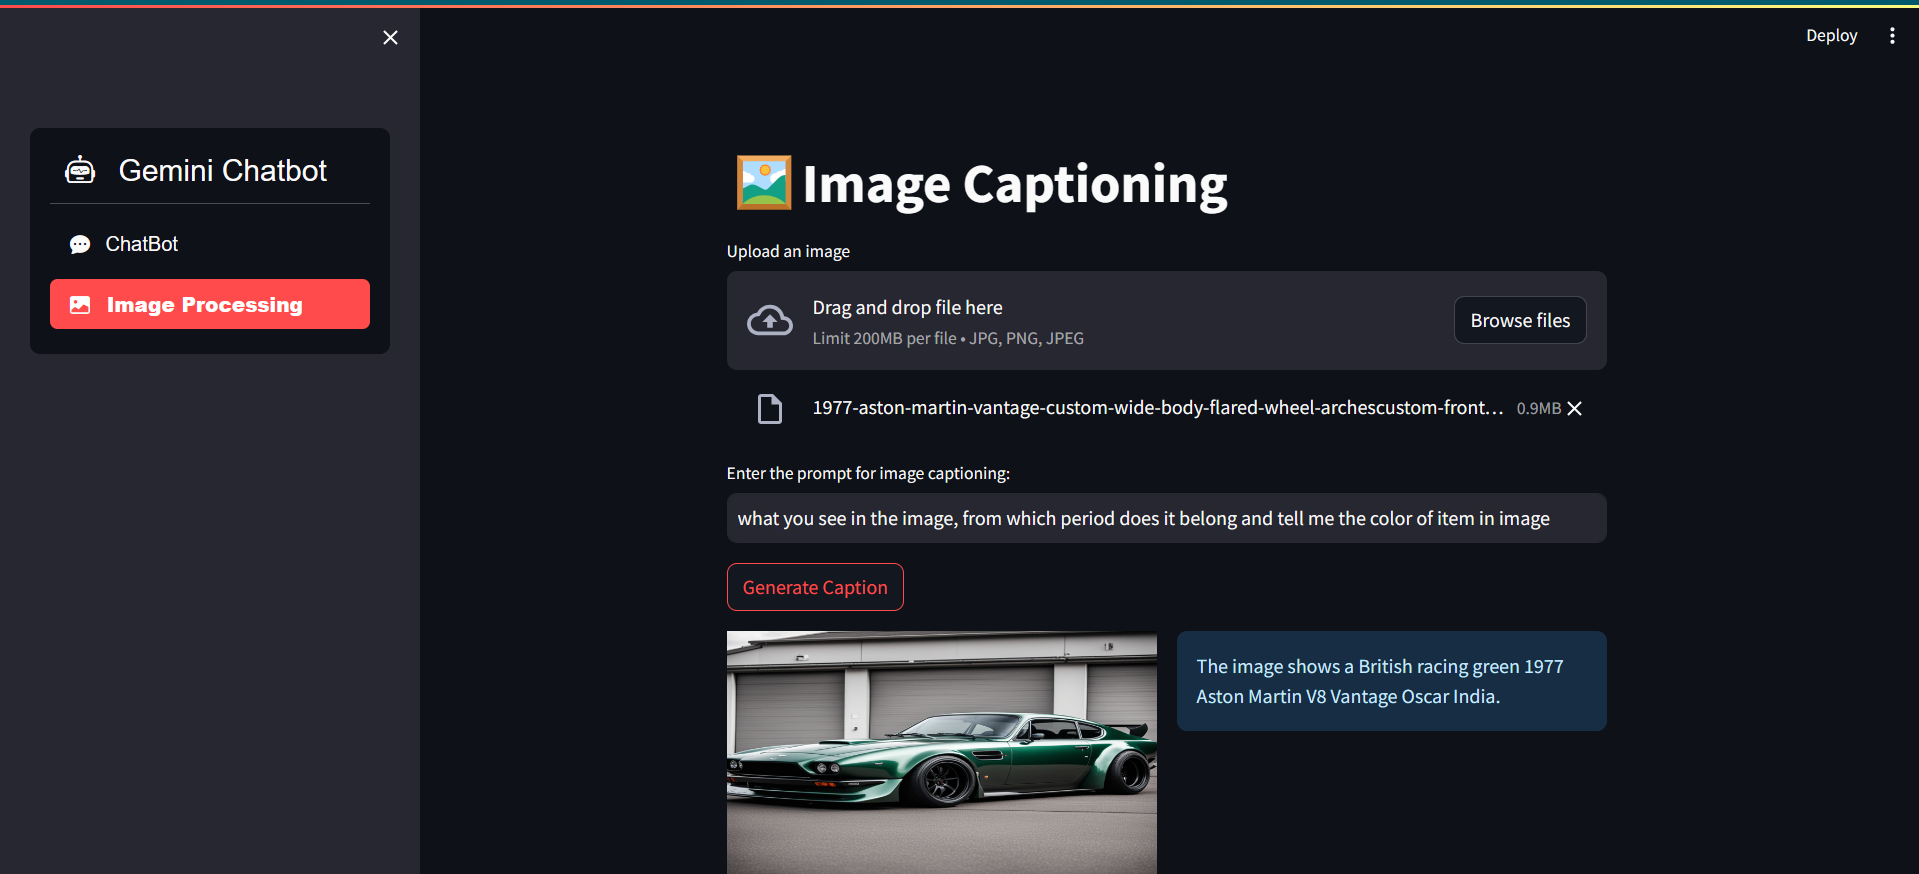 Deploy
Gemini Chatbot
ChatBot
Image Processing
Image Captioning
Upload an image
Drag and drop file here
Limit 200MB per file • JPG, PNG, JPEG
Browse files
1977-aston-martin-vantage-custom-wide-body-flared-wheel-archescustom-front... 0.9MB
Enter the prompt for image captioning:
what you see in the image, from which period does it belong and tell me the color of item in image
Generate Caption
The image shows a British racing green 1977
Aston Martin V8 Vantage Oscar India.